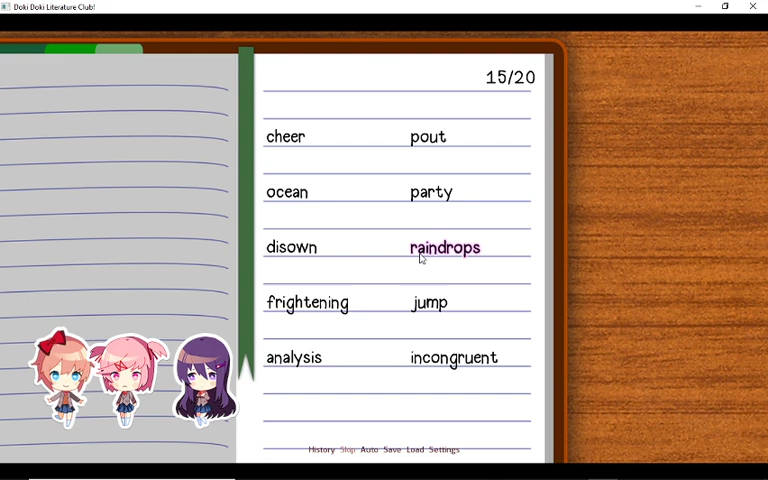 Doki Doki Literature Club!
15/20
cheer pout
ocean party
disown raindrops
frightening jump
analysis incongruent
History Skip Auto Save Load Settings